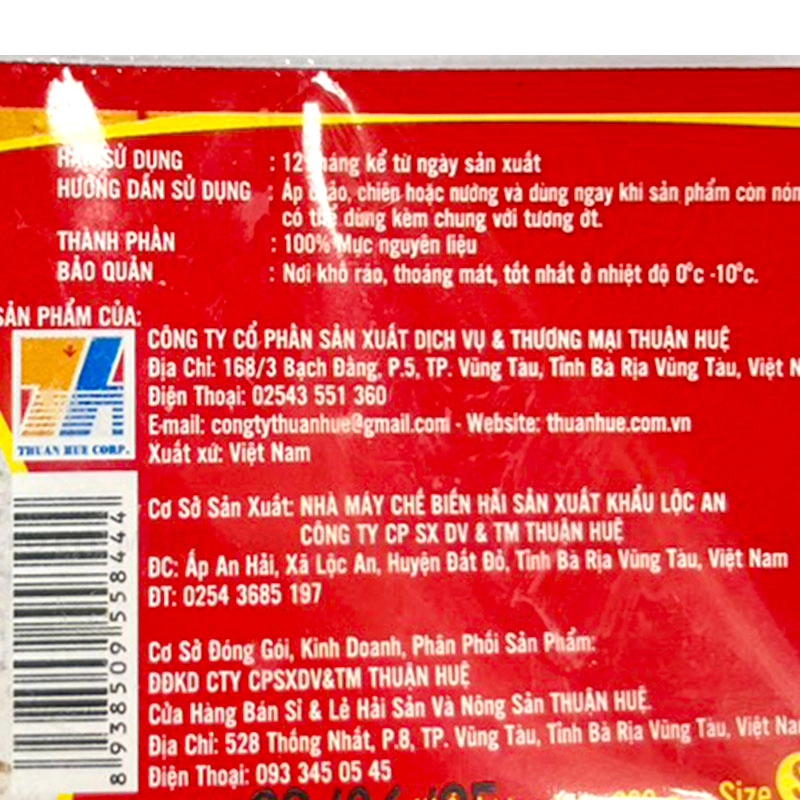 HẠN SỬ DỤNG : 12 tháng kể từ ngày sản xuất
HƯỚNG DẪN SỬ DỤNG : Áp chảo, chiên hoặc nướng và dùng ngay khi sản phẩm còn nón
có thể dùng kèm chung với tương ớt.
THÀNH PHẦN : 100% Mực nguyên liệu
BẢO QUẢN : Nơi khô ráo, thoáng mát, tốt nhất ở nhiệt độ 0°c -10°c.
SẢN PHẨM CỦA:
THUAN HUE CORP.
CÔNG TY CỔ PHẦN SẢN XUẤT DỊCH VỤ & THƯƠNG MẠI THUẬN HUỆ
Địa Chỉ: 168/3 Bạch Đằng, P.5, TP. Vũng Tàu, Tỉnh Bà Rịa Vũng Tàu, Việt N
Điện Thoại: 02543 551 360
E-mail: congtythuanhue@gmail.com - Website: thuanhue.com.vn
Xuất xứ: Việt Nam
Cơ Sở Sản Xuất: NHÀ MÁY CHẾ BIẾN HẢI SẢN XUẤT KHẨU LỘC AN
CÔNG TY CP SX DV & TM THUẬN HUỆ
ĐC: Ấp An Hải, Xã Lộc An, Huyện Đất Đỏ, Tỉnh Bà Rịa Vũng Tàu, Việt Nam
ĐT: 0254 3685 197
Cơ Sở Đóng Gói, Kinh Doanh, Phân Phối Sản Phẩm:
ĐĐKD CTY CPSXDV&TM THUẬN HUỆ
Cửa Hàng Bán Sỉ & Lẻ Hải Sản Và Nông Sản THUẬN HUỆ
Địa Chỉ: 528 Thống Nhất, P.8, TP. Vũng Tàu, Tỉnh Bà Rịa Vũng Tàu, Việt Na
Điện Thoại: 093 345 05 45
8 938509 558444
Size